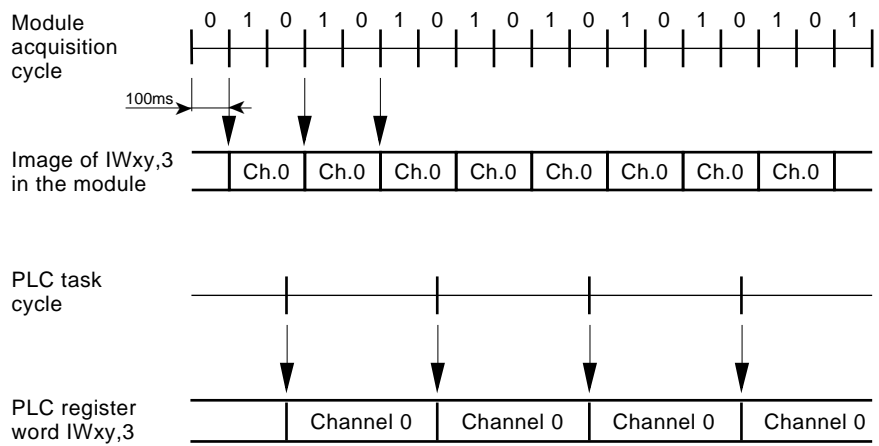 Module
acquisition
cycle
0 1 0 1 0 1 0 1 0 1 0 1 0 1 0 1 0 1
100ms
Image of IWxy,3
in the module
Ch.0 Ch.0 Ch.0 Ch.0 Ch.0 Ch.0 Ch.0 Ch.0
PLC task
cycle
PLC register
word IWxy,3
Channel 0 Channel 0 Channel 0 Channel 0